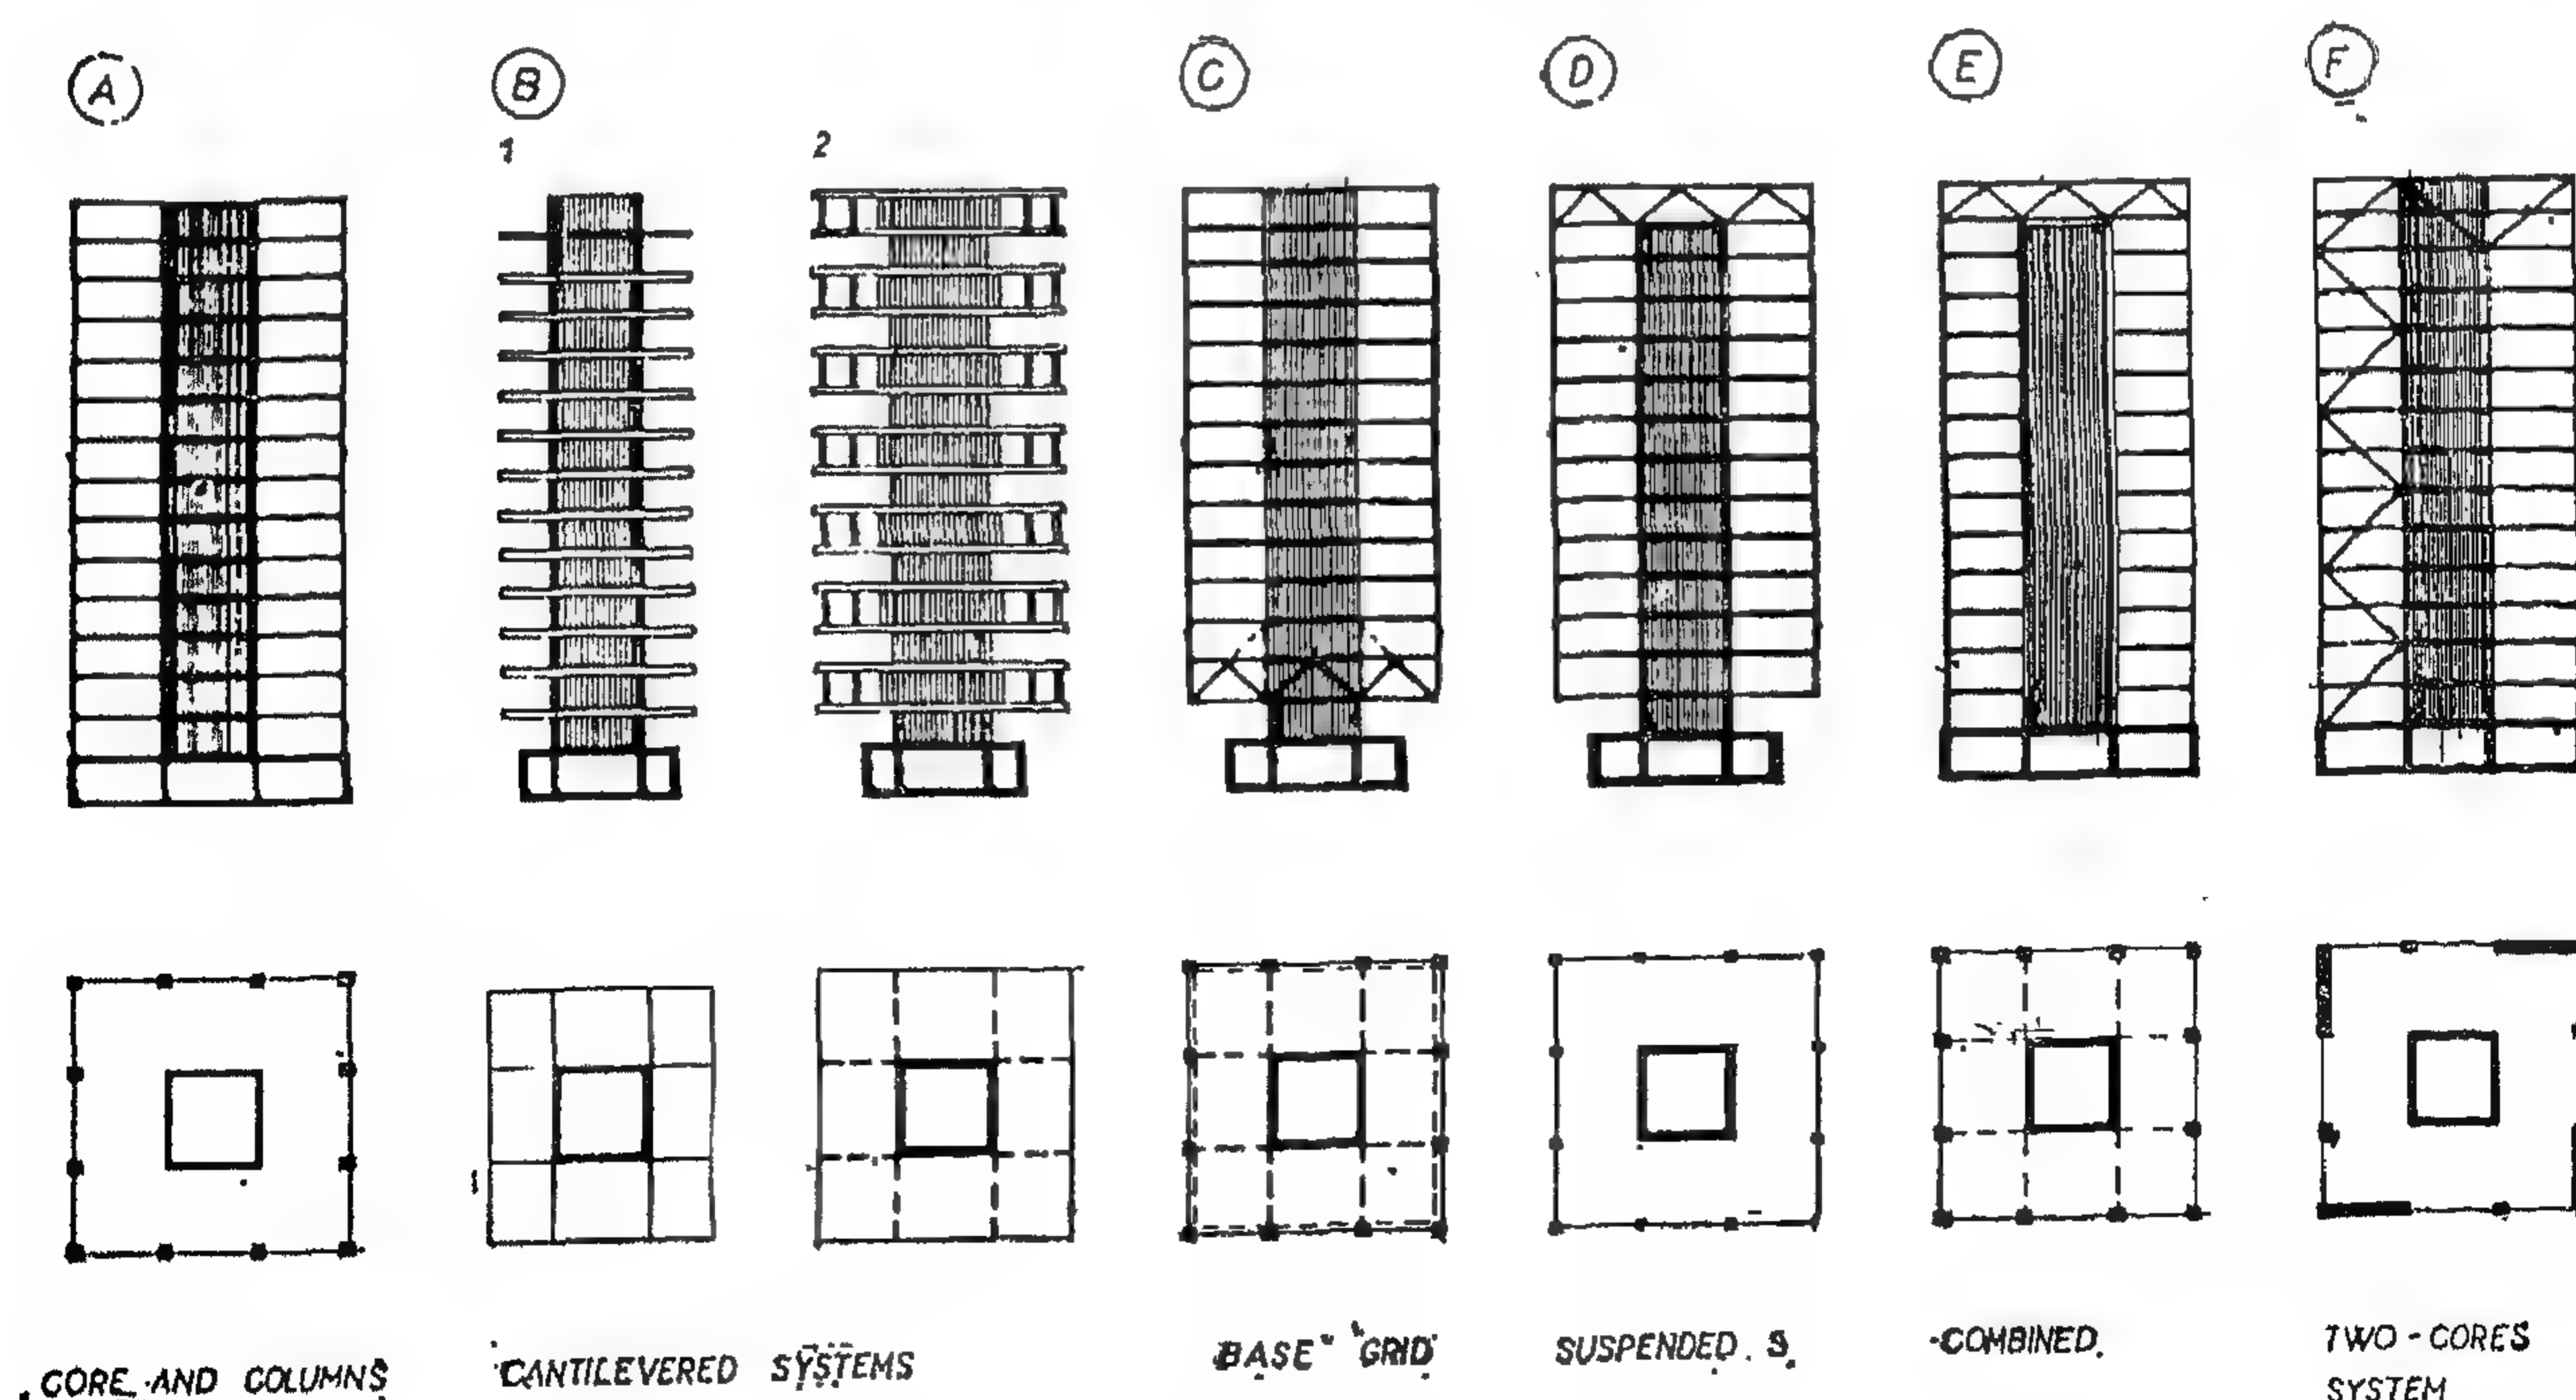 A
B
C
D
E
F
1
2
CORE AND COLUMNS
CANTILEVERED SYSTEMS
BASE GRID
SUSPENDED. S.
COMBINED.
TWO-CORES
SYSTEM